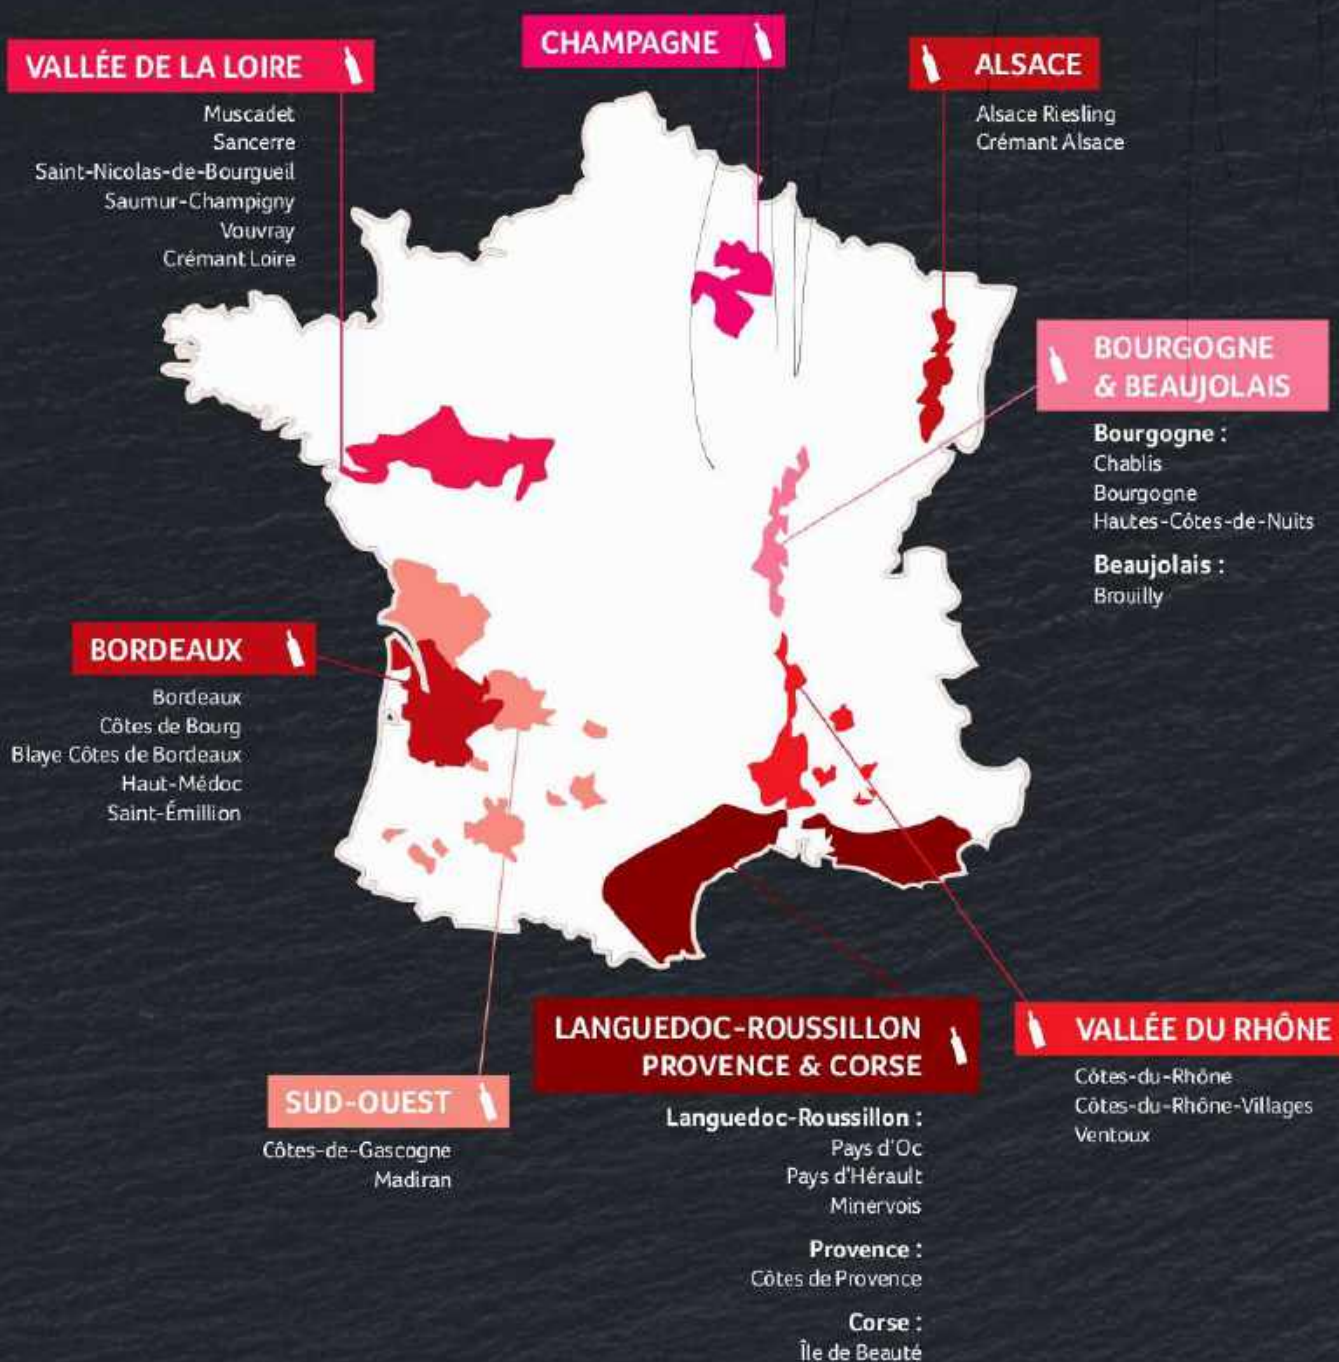 VALLÉE DE LA LOIRE
Muscadet
Sancerre
Saint-Nicolas-de-Bourgueil
Saumur-Champigny
Vouvray
Crémant Loire
CHAMPAGNE
ALSACE
Alsace Riesling
Crémant Alsace
BOURGOGNE
& BEAUJOLAIS
Bourgogne :
Chablis
Bourgogne
Hautes-Côtes-de-Nuits
Beaujolais :
Brouilly
BORDEAUX
Bordeaux
Côtes de Bourg
Blaye Côtes de Bordeaux
Haut-Médoc
Saint-Émillion
SUD-OUEST
Côtes-de-Gascogne
Madiran
LANGUEDOC-ROUSSILLON
PROVENCE & CORSE
Languedoc-Roussillon :
Pays d'Oc
Pays d'Hérault
Minervois
Provence :
Côtes de Provence
Corse :
Île de Beauté
VALLÉE DU RHÔNE
Côtes-du-Rhône
Côtes-du-Rhône-Villages
Ventoux